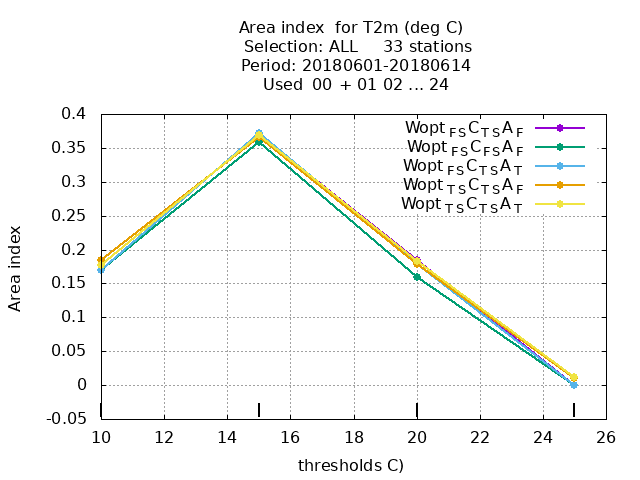 Area index  for T2m (deg C)
Selection: ALL     33 stations
Period: 20180601-20180614
Used  00 + 01 02 ... 24
0.4
0.35
0.3
0.25
0.2
0.15
0.1
0.05
0
-0.05
Area index
Wopt FS C TS A F
Wopt FS C FS A F
Wopt FS C TS A T
Wopt TS C TS A F
Wopt TS C TS A T
10 12 14 16 18 20 22 24 26
thresholds C)